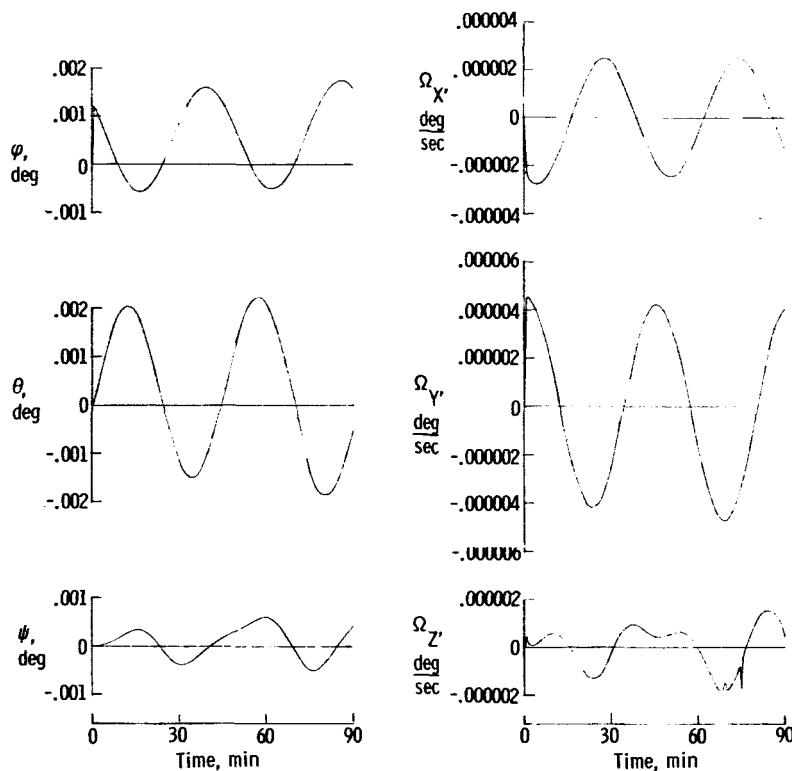 .002
.001
0
-.001
φ,
deg
.000004
.000002
0
-.000002
-.000004
Ω_X,
deg
sec
.002
.001
0
-.001
-.002
θ,
deg
.000006
.000004
.000002
0
-.000002
-.000004
-.000006
Ω_Y,
deg
sec
.001
0
-.001
ψ,
deg
.000002
0
-.000002
Ω_Z,
deg
sec
0 30 60 90
Time, min
0 30 60 90
Time, min